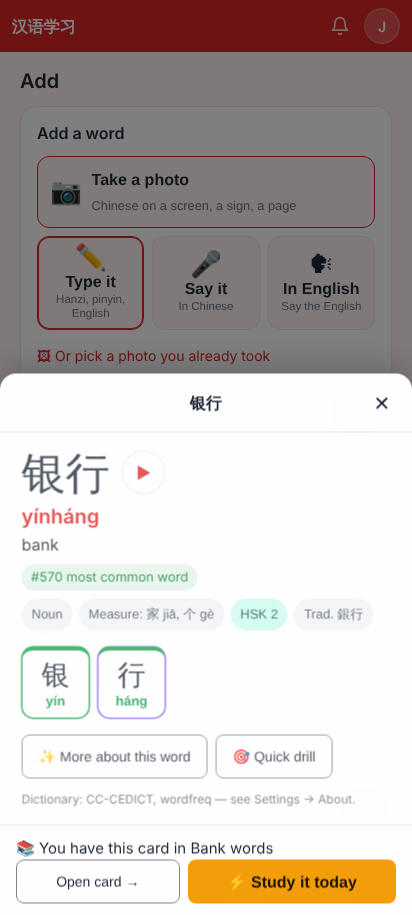 汉语学习
J
Add
Add a word
Take a photo
Chinese on a screen, a sign, a page
Type it
Hanzi, pinyin,
English
Say it
In Chinese
In English
Say the English
Or pick a photo you already took
银行
银行
yínháng
bank
#570 most common word
Noun
Measure: 家 jiā, 个 gè
HSK 2
Trad. 銀行
银
yín
行
háng
More about this word
Quick drill
Dictionary: CC-CEDICT, wordfreq — see Settings → About.
You have this card in Bank words
Open card →
Study it today